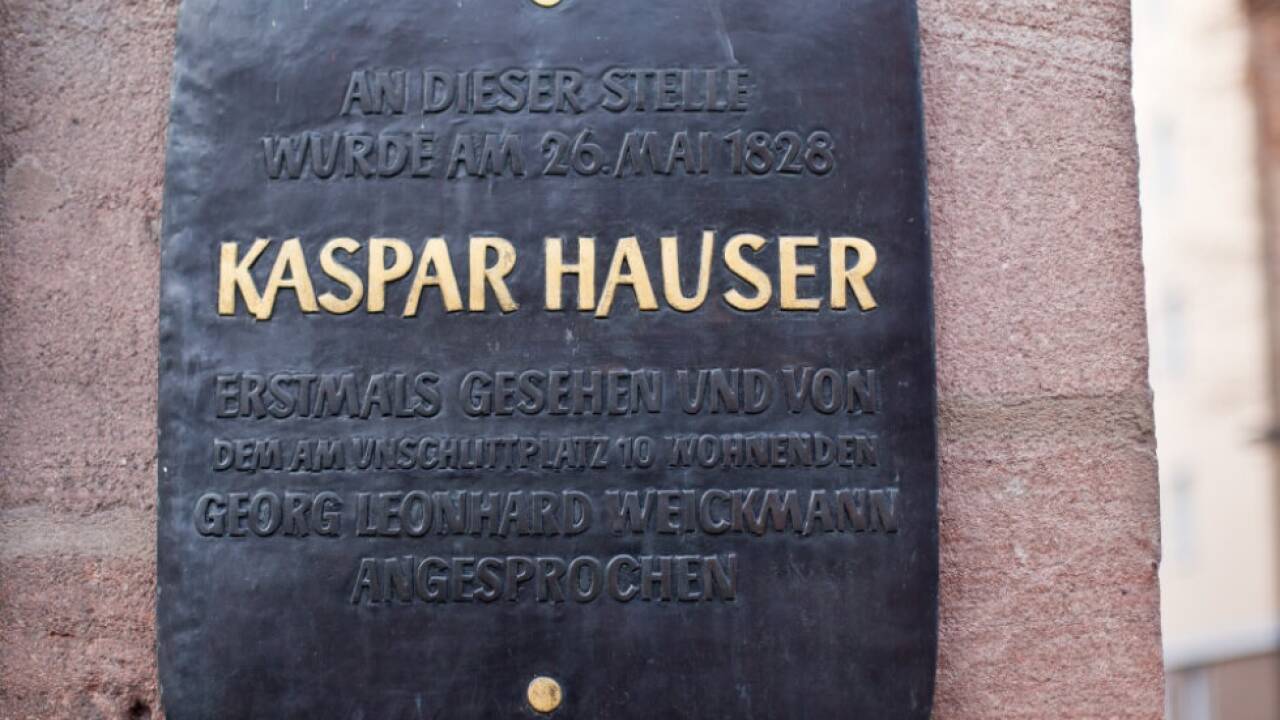 AN DIESER STELLE
WURDE AM 26. MAI 1828
KASPAR HAUSER
ERSTMALS GESEHEN UND VON
DEM AM UNSCHLITTPLATZ 10 WOHNENDEN
GEORG LEONHARD WEICKMANN
ANGESPROCHEN